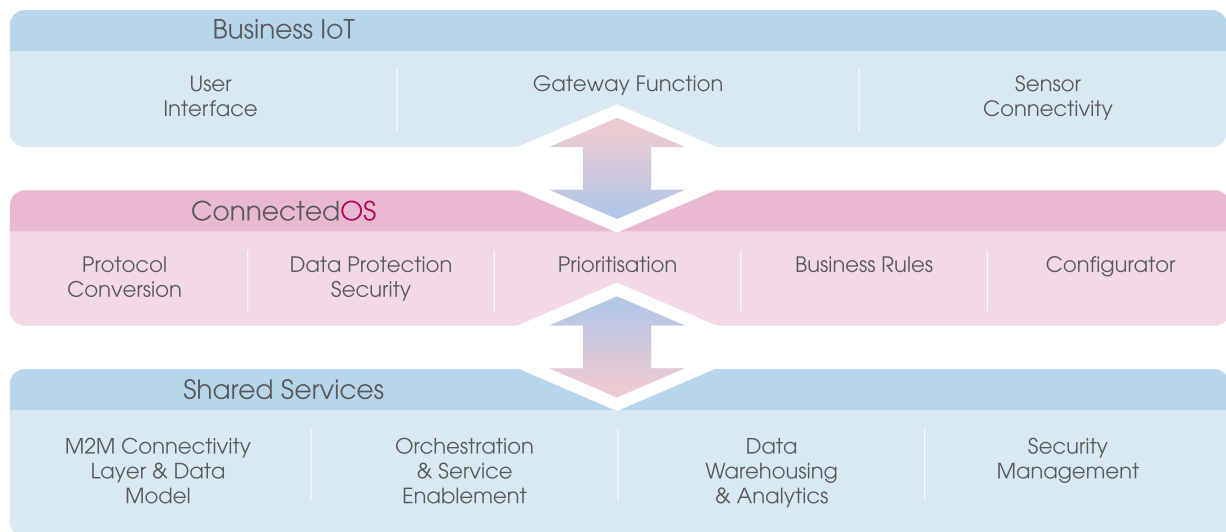 Business IoT
User
Interface
Gateway Function
Sensor
Connectivity
ConnectedOS
Protocol
Conversion
Data Protection
Security
Prioritisation
Business Rules
Configurator
Shared Services
M2M Connectivity
Layer & Data
Model
Orchestration
& Service
Enablement
Data
Warehousing
& Analytics
Security
Management